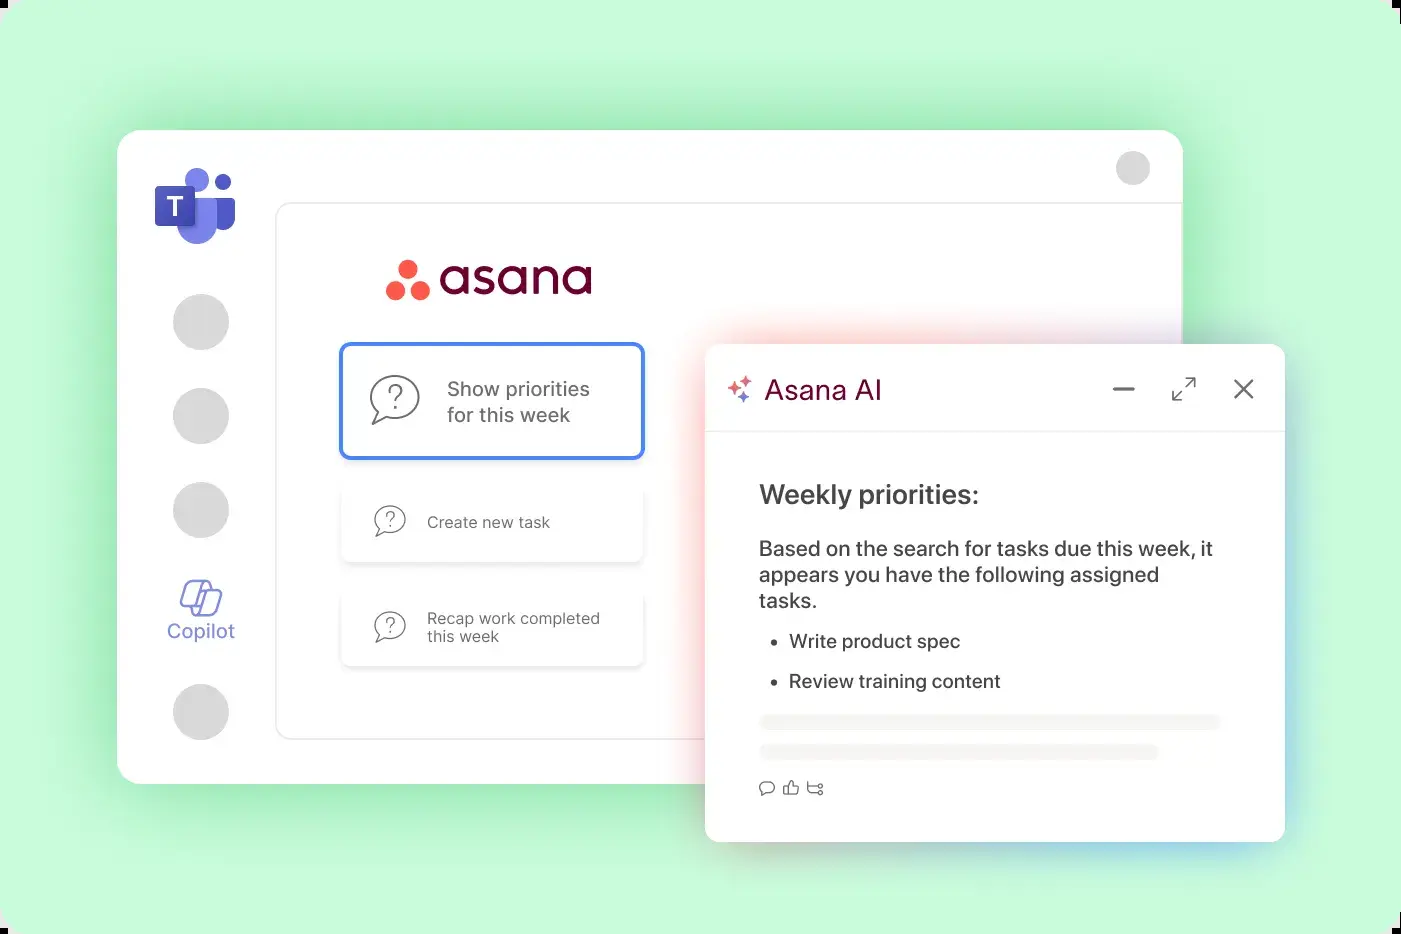 T
asana
Show priorities
for this week
Create new task
Recap work completed
this week
Copilot
Asana AI
Weekly priorities:
Based on the search for tasks due this week, it
appears you have the following assigned
tasks.
• Write product spec
• Review training content